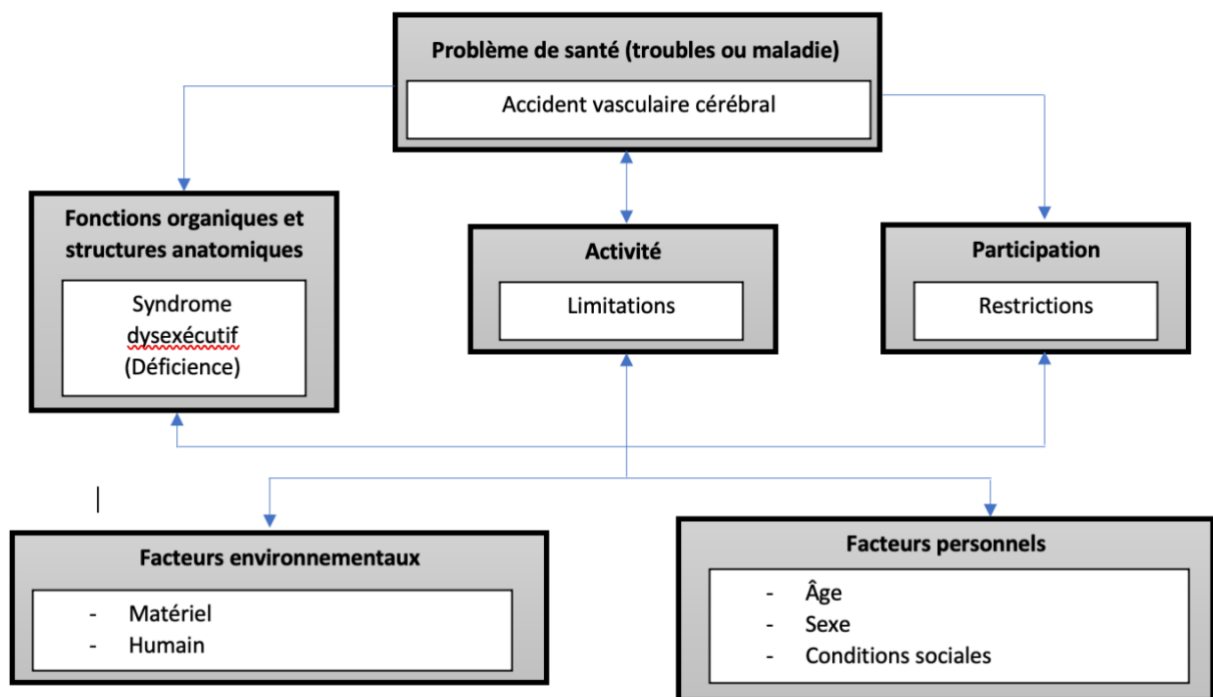 Problème de santé (troubles ou maladie)
Accident vasculaire cérébral
Fonctions organiques et
structures anatomiques
Syndrome
dysexécutif
(Déficience)
Activité
Limitations
Participation
Restrictions
Facteurs environnementaux
- Matériel
- Humain
Facteurs personnels
- Âge
- Sexe
- Conditions sociales